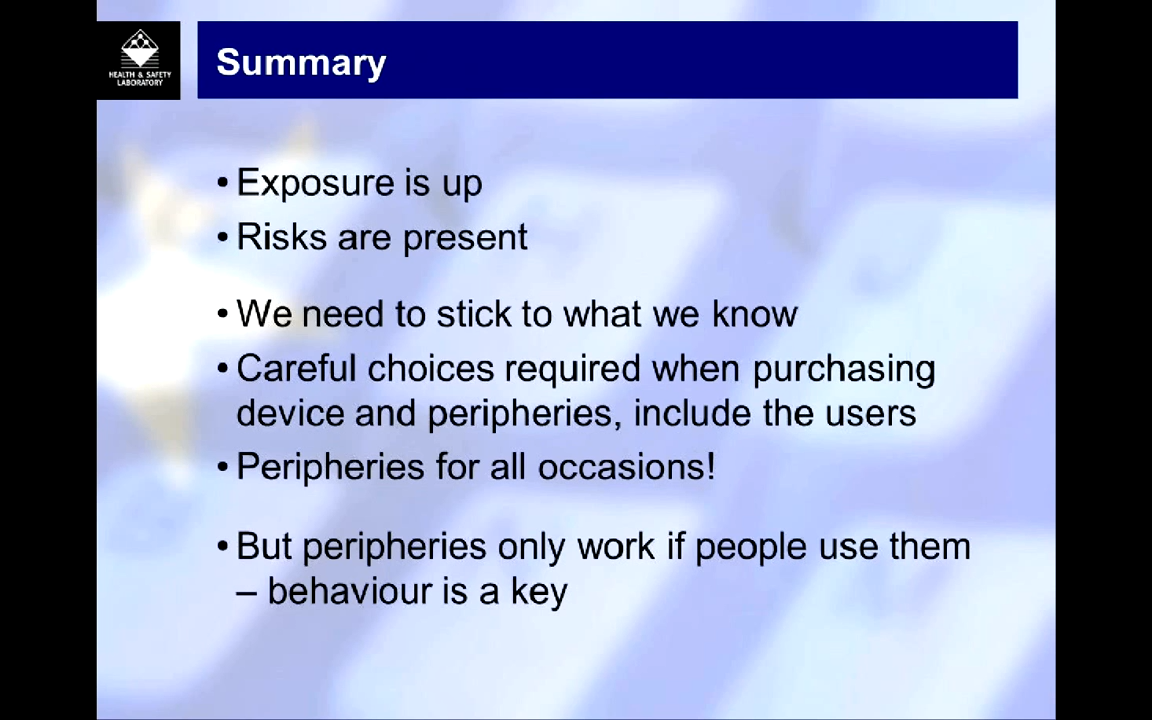 HEALTH & SAFETY
LABORATORY
Summary
• Exposure is up
• Risks are present
• We need to stick to what we know
• Careful choices required when purchasing
device and peripheries, include the users
• Peripheries for all occasions!
• But peripheries only work if people use them
– behaviour is a key